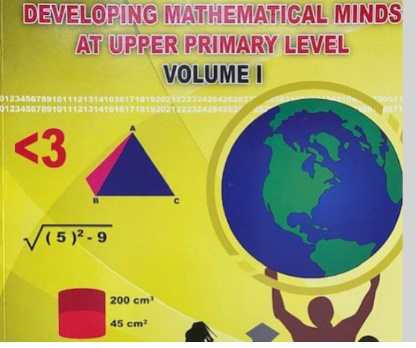 DEVELOPING MATHEMATICAL MINDS
AT UPPER PRIMARY LEVEL
VOLUME I
<3
A
B C
√(5)² - 9
200 cm³
45 cm²